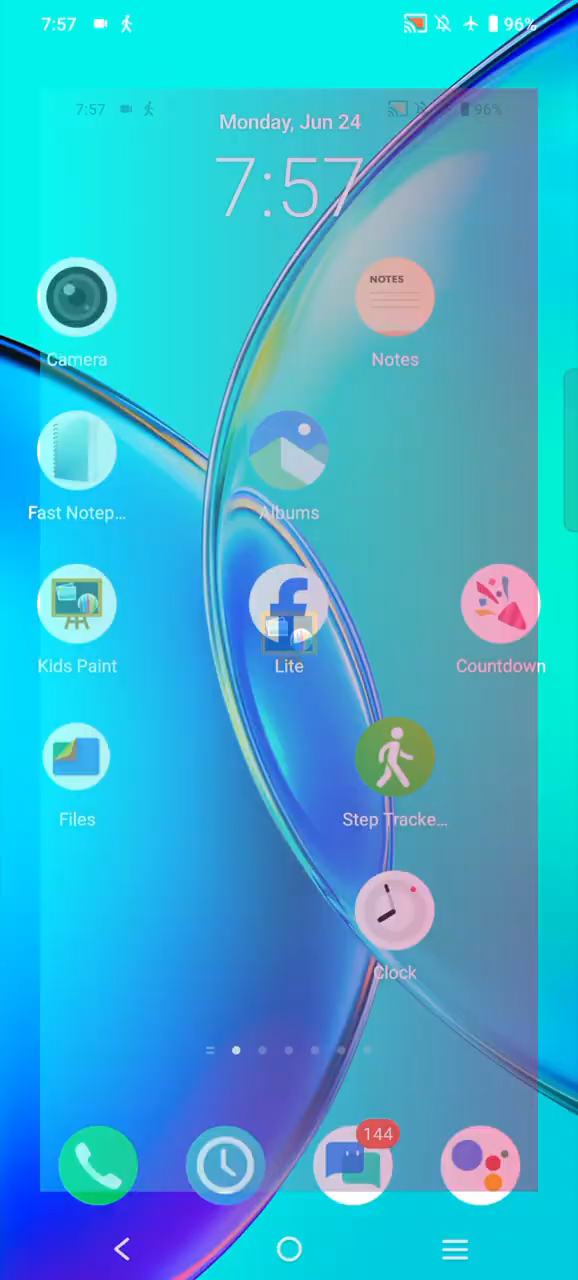 7:57
96%
7:57
96%
Monday, Jun 24
7:57
NOTES
Camera
Notes
Fast Notep...
Albums
Kids Paint
Lite
Countdown
Files
Step Tracke...
Clock
144